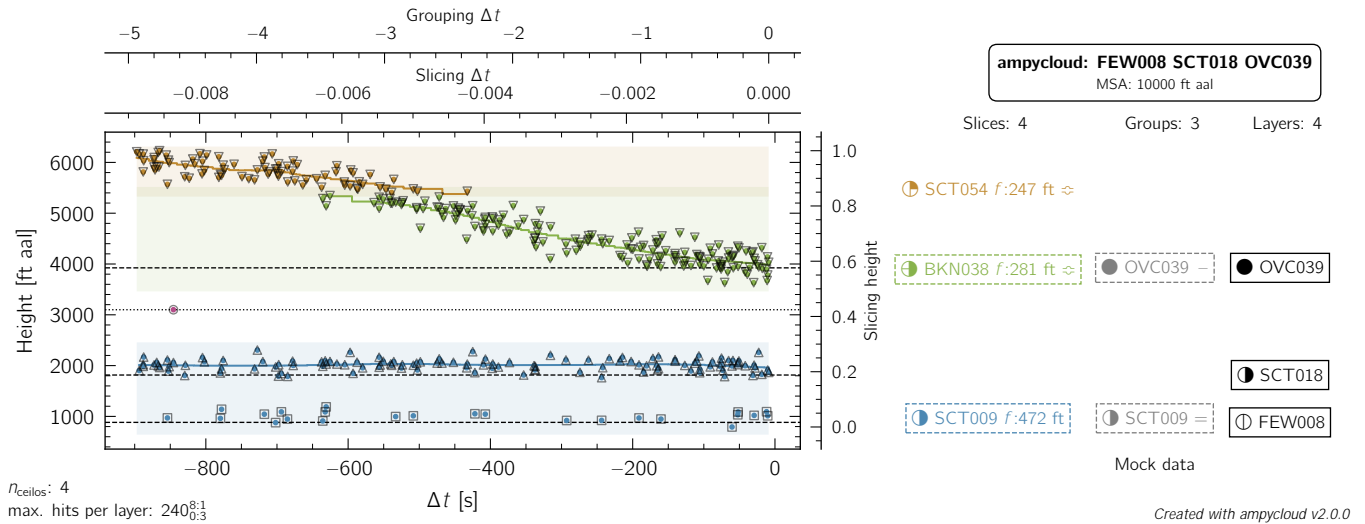 Grouping Δt
−5 −4 −3 −2 −1 0
Slicing Δt
−0.008 −0.006 −0.004 −0.002 0.000
ampycloud: FEW008 SCT018 OVC039
MSA: 10000 ft aal
Slices: 4 Groups: 3 Layers: 4
Height [ft aal]
6000
5000
4000
3000
2000
1000
1.0
0.8
0.6
0.4
0.2
0.0
Slicing height
SCT054 f:247 ft ≎
BKN038 f:281 ft ≎ OVC039 − OVC039
SCT018
SCT009 f:472 ft SCT009 = FEW008
−800 −600 −400 −200 0
Δt [s]
Mock data
nceilos: 4
max. hits per layer: 240 8:1 0:3
Created with ampycloud v2.0.0